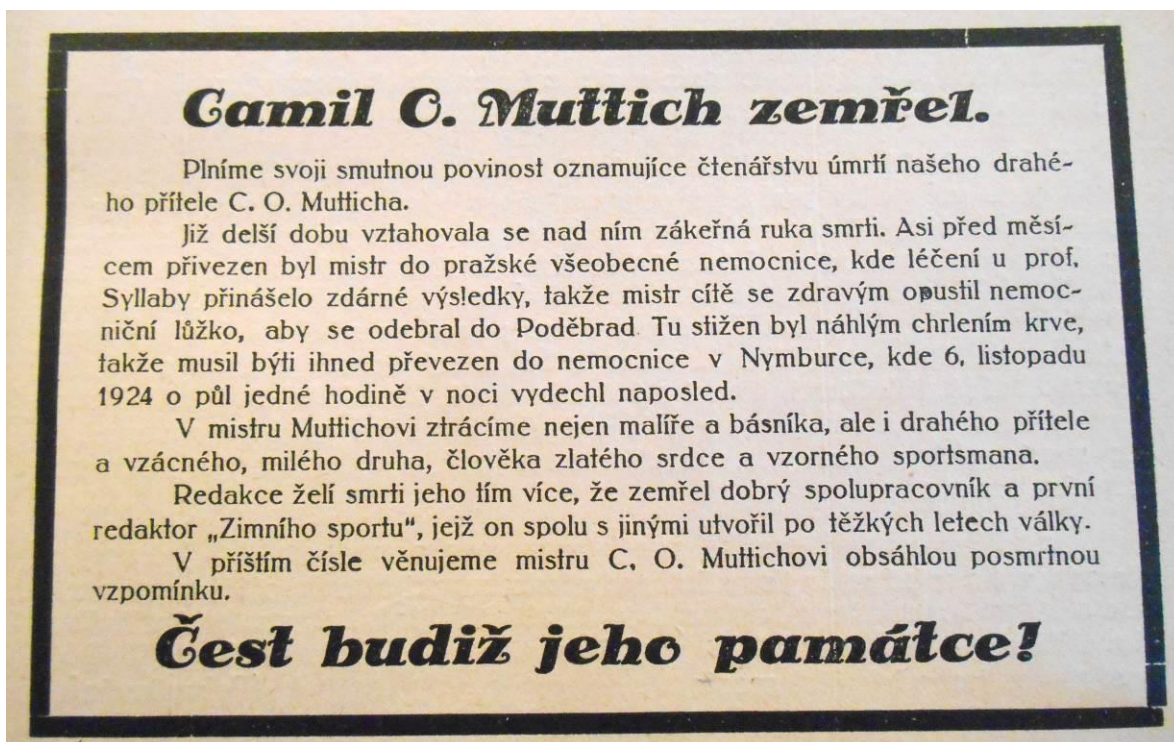 Camil O. Muttich zemřel.
Plníme svoji smutnou povinost oznamujíce čtenářstvu úmrtí našeho drahé-
ho přítele C. O. Mutticha.
Již delší dobu vztahovala se nad ním zákeřná ruka smrti. Asi před měsí-
cem přivezen byl mistr do pražské všeobecné nemocnice, kde léčení u prof.
Syllaby přinášelo zdárné výsledky, takže mistr cítě se zdravým opustil nemoc-
niční lůžko, aby se odebral do Poděbrad Tu stižen byl náhlým chrlením krve,
takže musil býti ihned převezen do nemocnice v Nymburce, kde 6. listopadu
1924 o půl jedné hodině v noci vydechl naposled.
V mistru Muttichovi ztrácíme nejen malíře a básníka, ale i drahého přítele
a vzácného, milého druha, člověka zlatého srdce a vzorného sportsmana.
Redakce želí smrti jeho tím více, že zemřel dobrý spolupracovník a první
redaktor „Zimního sportu", jejž on spolu s jinými utvořil po těžkých letech války.
V příštím čísle věnujeme mistru C. O. Muttichovi obsáhlou posmrtnou
vzpomínku.
Čest budiž jeho památce!